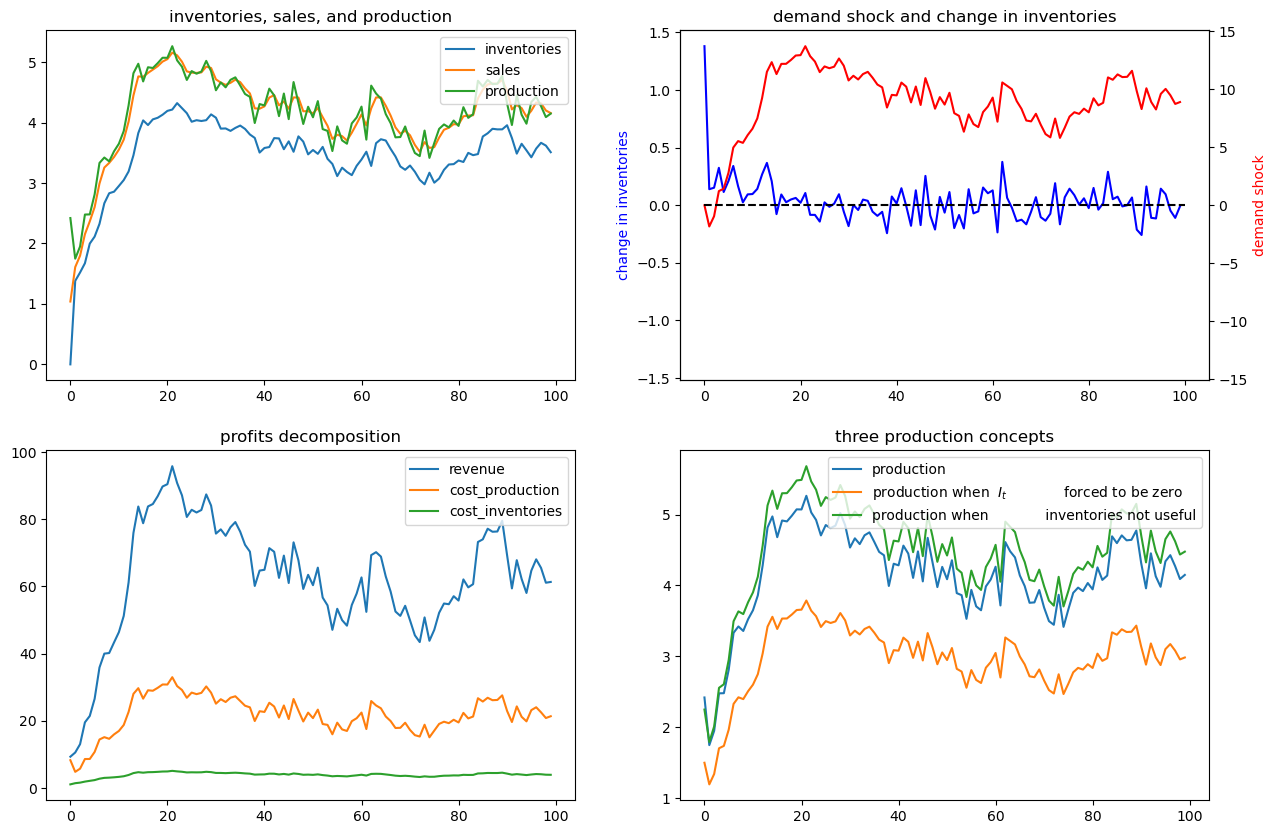 inventories, sales, and production
inventories
sales
production
5
4
3
2
1
0
0 20 40 60 80 100
demand shock and change in inventories
change in inventories
1.5
1.0
0.5
0.0
−0.5
−1.0
−1.5
15
10
5
0
−5
−10
−15
demand shock
0 20 40 60 80 100
profits decomposition
revenue
cost_production
cost_inventories
100
80
60
40
20
0
0 20 40 60 80 100
three production concepts
production
production when I_t forced to be zero
production when inventories not useful
5
4
3
2
1
0 20 40 60 80 100